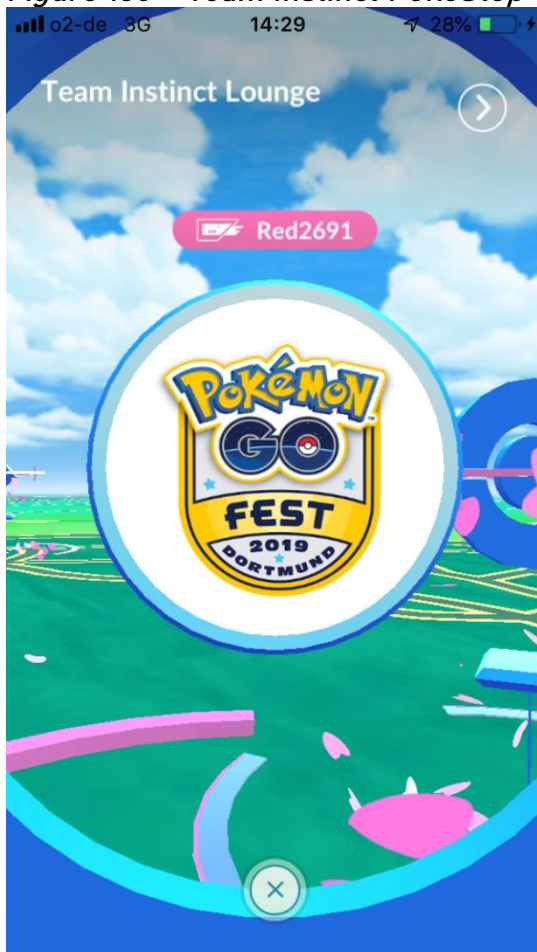 o2-de 3G 14:29 28%
Team Instinct Lounge
Red2691
POKéMON
GO
FEST
2019
DORTMUND